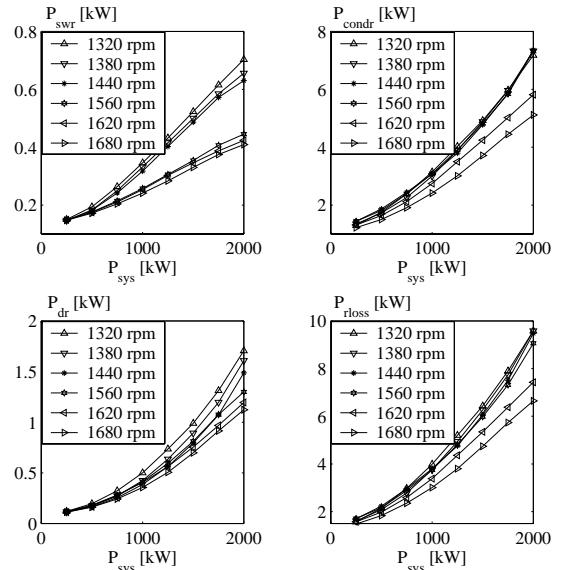 P_swr [kW]
0.8
0.6
0.4
0.2
1320 rpm
1380 rpm
1440 rpm
1560 rpm
1620 rpm
1680 rpm
0 1000 2000
P_sys [kW]
P_condr [kW]
8
6
4
2
1320 rpm
1380 rpm
1440 rpm
1560 rpm
1620 rpm
1680 rpm
0 1000 2000
P_sys [kW]
P_dr [kW]
2
1.5
1
0.5
0
1320 rpm
1380 rpm
1440 rpm
1560 rpm
1620 rpm
1680 rpm
0 1000 2000
P_sys [kW]
P_rloss [kW]
10
8
6
4
2
1320 rpm
1380 rpm
1440 rpm
1560 rpm
1620 rpm
1680 rpm
0 1000 2000
P_sys [kW]